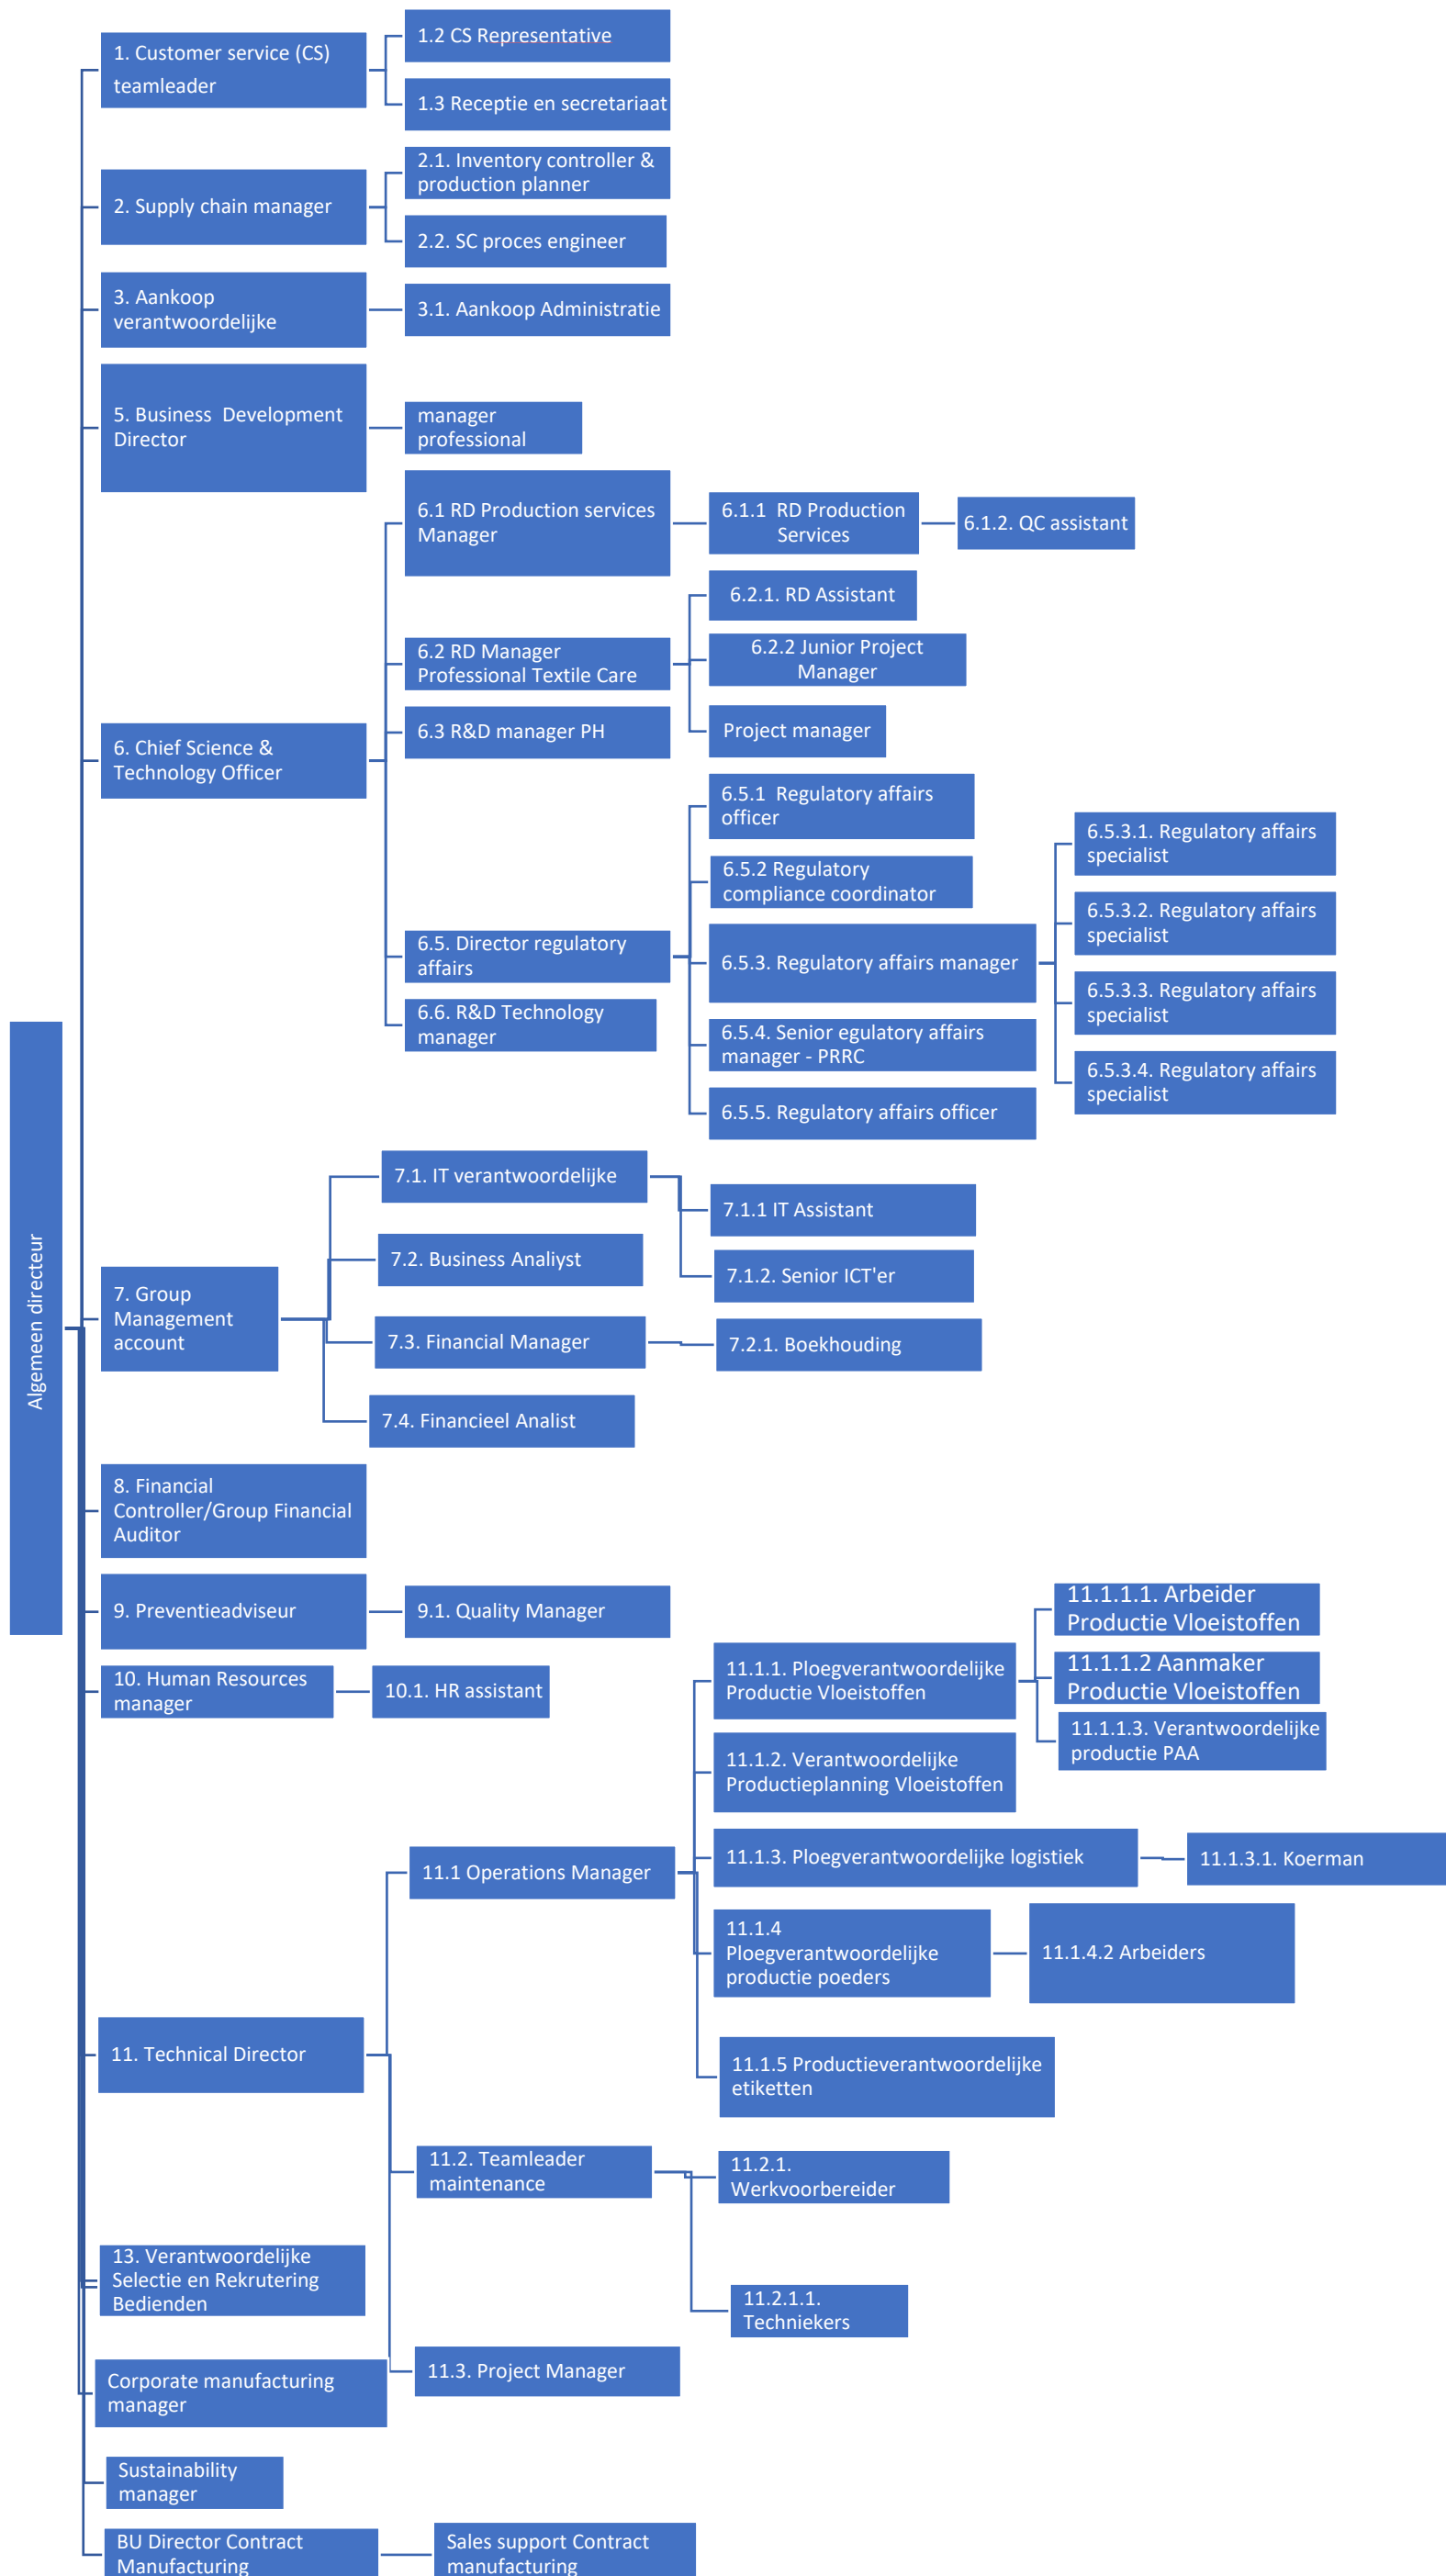 Algemeen directeur
1. Customer service (CS)
teamleader
1.2 CS Representative
1.3 Receptie en secretariaat
2. Supply chain manager
2.1. Inventory controller &
production planner
2.2. SC proces engineer
3. Aankoop
verantwoordelijke
3.1. Aankoop Administratie
5. Business  Development
Director
manager
professional
6. Chief Science &
Technology Officer
6.1 RD Production services
Manager
6.1.1  RD Production
Services
6.1.2. QC assistant
6.2 RD Manager
Professional Textile Care
6.2.1. RD Assistant
6.2.2 Junior Project
Manager
Project manager
6.3 R&D manager PH
6.5. Director regulatory
affairs
6.5.1  Regulatory affairs
officer
6.5.2 Regulatory
compliance coordinator
6.5.3. Regulatory affairs manager
6.5.3.1. Regulatory affairs
specialist
6.5.3.2. Regulatory affairs
specialist
6.5.3.3. Regulatory affairs
specialist
6.5.3.4. Regulatory affairs
specialist
6.5.4. Senior egulatory affairs
manager - PRRC
6.5.5. Regulatory affairs officer
6.6. R&D Technology
manager
7. Group
Management
account
7.1. IT verantwoordelijke
7.1.1 IT Assistant
7.1.2. Senior ICT'er
7.2. Business Analiyst
7.3. Financial Manager
7.2.1. Boekhouding
7.4. Financieel Analist
8. Financial
Controller/Group Financial
Auditor
9. Preventieadviseur
9.1. Quality Manager
10. Human Resources
manager
10.1. HR assistant
11. Technical Director
11.1 Operations Manager
11.1.1. Ploegverantwoordelijke
Productie Vloeistoffen
11.1.1.1. Arbeider
Productie Vloeistoffen
11.1.1.2 Aanmaker
Productie Vloeistoffen
11.1.1.3. Verantwoordelijke
productie PAA
11.1.2. Verantwoordelijke
Productieplanning Vloeistoffen
11.1.3. Ploegverantwoordelijke logistiek
11.1.3.1. Koerman
11.1.4
Ploegverantwoordelijke
productie poeders
11.1.4.2 Arbeiders
11.1.5 Productieverantwoordelijke
etiketten
11.2. Teamleader
maintenance
11.2.1.
Werkvoorbereider
11.2.1.1.
Techniekers
11.3. Project Manager
13. Verantwoordelijke
Selectie en Rekrutering
Bedienden
Corporate manufacturing
manager
Sustainability
manager
BU Director Contract
Manufacturing
Sales support Contract
manufacturing